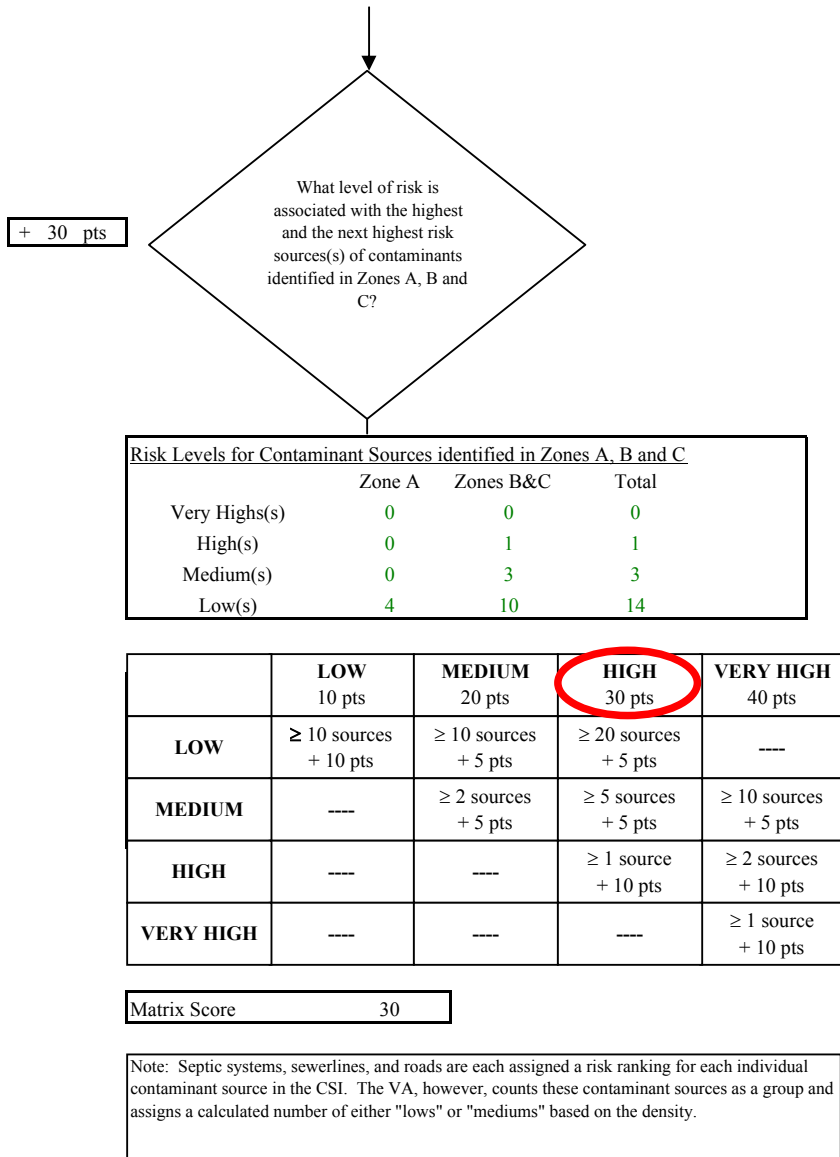 What level of risk is
associated with the highest
and the next highest risk
sources(s) of contaminants
identified in Zones A, B and
C?
+ 30 pts
Risk Levels for Contaminant Sources identified in Zones A, B and C
Zone A Zones B&C Total
Very Highs(s) 0 0 0
High(s) 0 1 1
Medium(s) 0 3 3
Low(s) 4 10 14
LOW MEDIUM HIGH VERY HIGH
10 pts 20 pts 30 pts 40 pts
LOW ≥ 10 sources ≥ 10 sources ≥ 20 sources ----
+ 10 pts + 5 pts + 5 pts
MEDIUM ---- ≥ 2 sources ≥ 5 sources ≥ 10 sources
+ 5 pts + 5 pts + 5 pts
HIGH ---- ---- ≥ 1 source ≥ 2 sources
+ 10 pts + 10 pts
VERY HIGH ---- ---- ---- ≥ 1 source
+ 10 pts
Matrix Score 30
Note: Septic systems, sewerlines, and roads are each assigned a risk ranking for each individual
contaminant source in the CSI. The VA, however, counts these contaminant sources as a group and
assigns a calculated number of either "lows" or "mediums" based on the density.